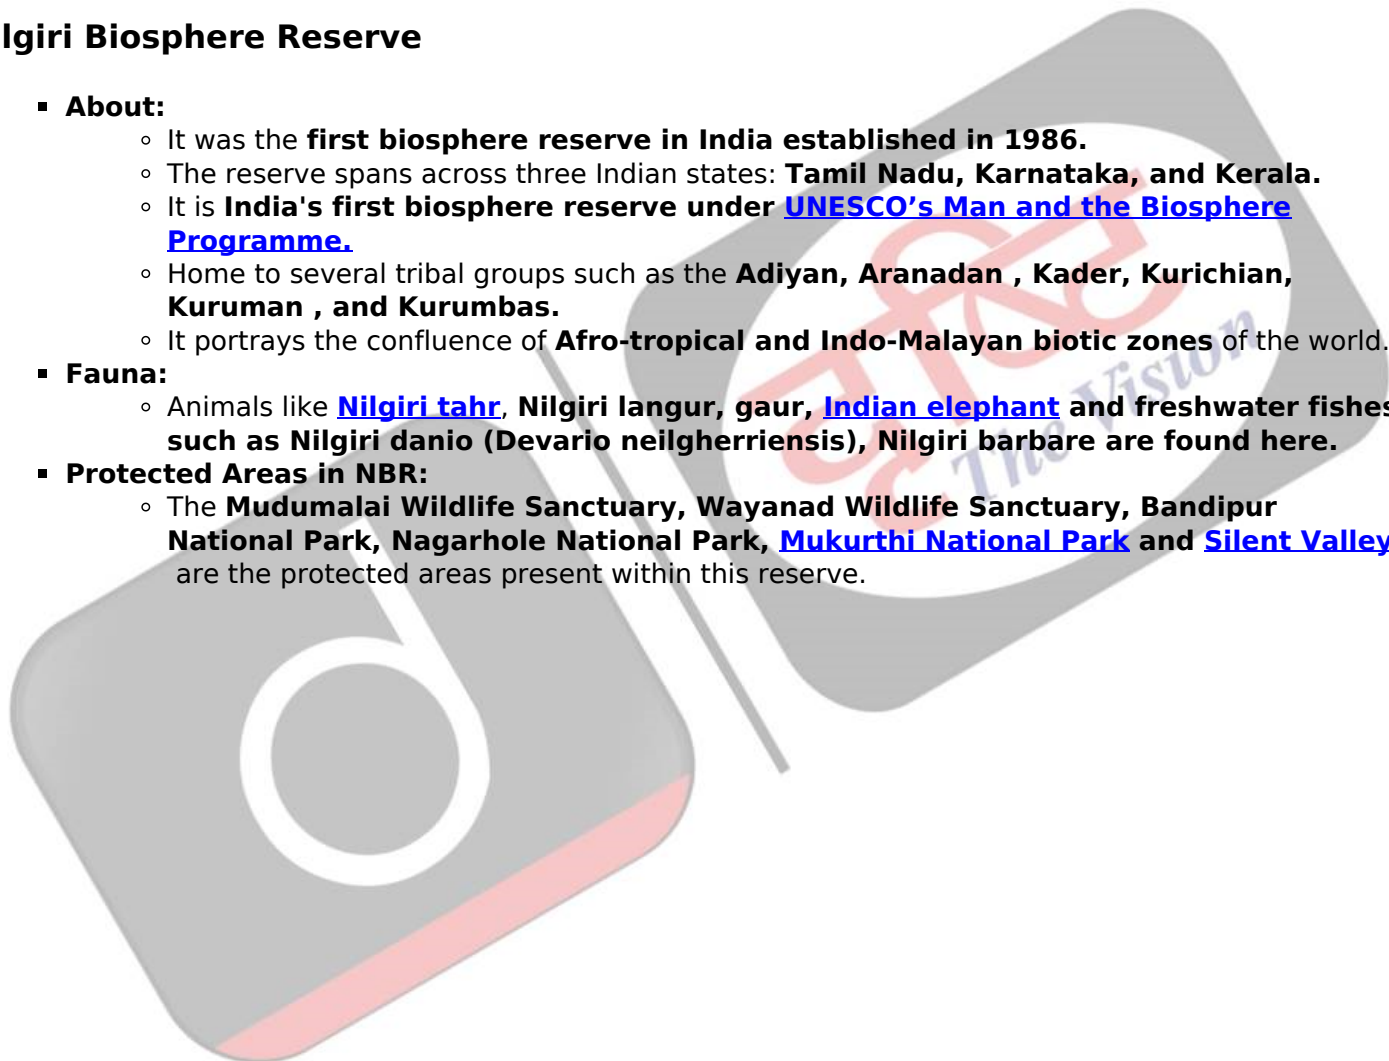 lgiri Biosphere Reserve
▪ About:
◦ It was the first biosphere reserve in India established in 1986.
◦ The reserve spans across three Indian states: Tamil Nadu, Karnataka, and Kerala.
◦ It is India's first biosphere reserve under UNESCO’s Man and the Biosphere
Programme.
◦ Home to several tribal groups such as the Adiyan, Aranadan , Kader, Kurichian,
Kuruman , and Kurumbas.
◦ It portrays the confluence of Afro-tropical and Indo-Malayan biotic zones of the world.
▪ Fauna:
◦ Animals like Nilgiri tahr, Nilgiri langur, gaur, Indian elephant and freshwater fishes
such as Nilgiri danio (Devario neilgherriensis), Nilgiri barbare are found here.
▪ Protected Areas in NBR:
◦ The Mudumalai Wildlife Sanctuary, Wayanad Wildlife Sanctuary, Bandipur
National Park, Nagarhole National Park, Mukurthi National Park and Silent Valley
are the protected areas present within this reserve.
दृष्टि
The Vision
d